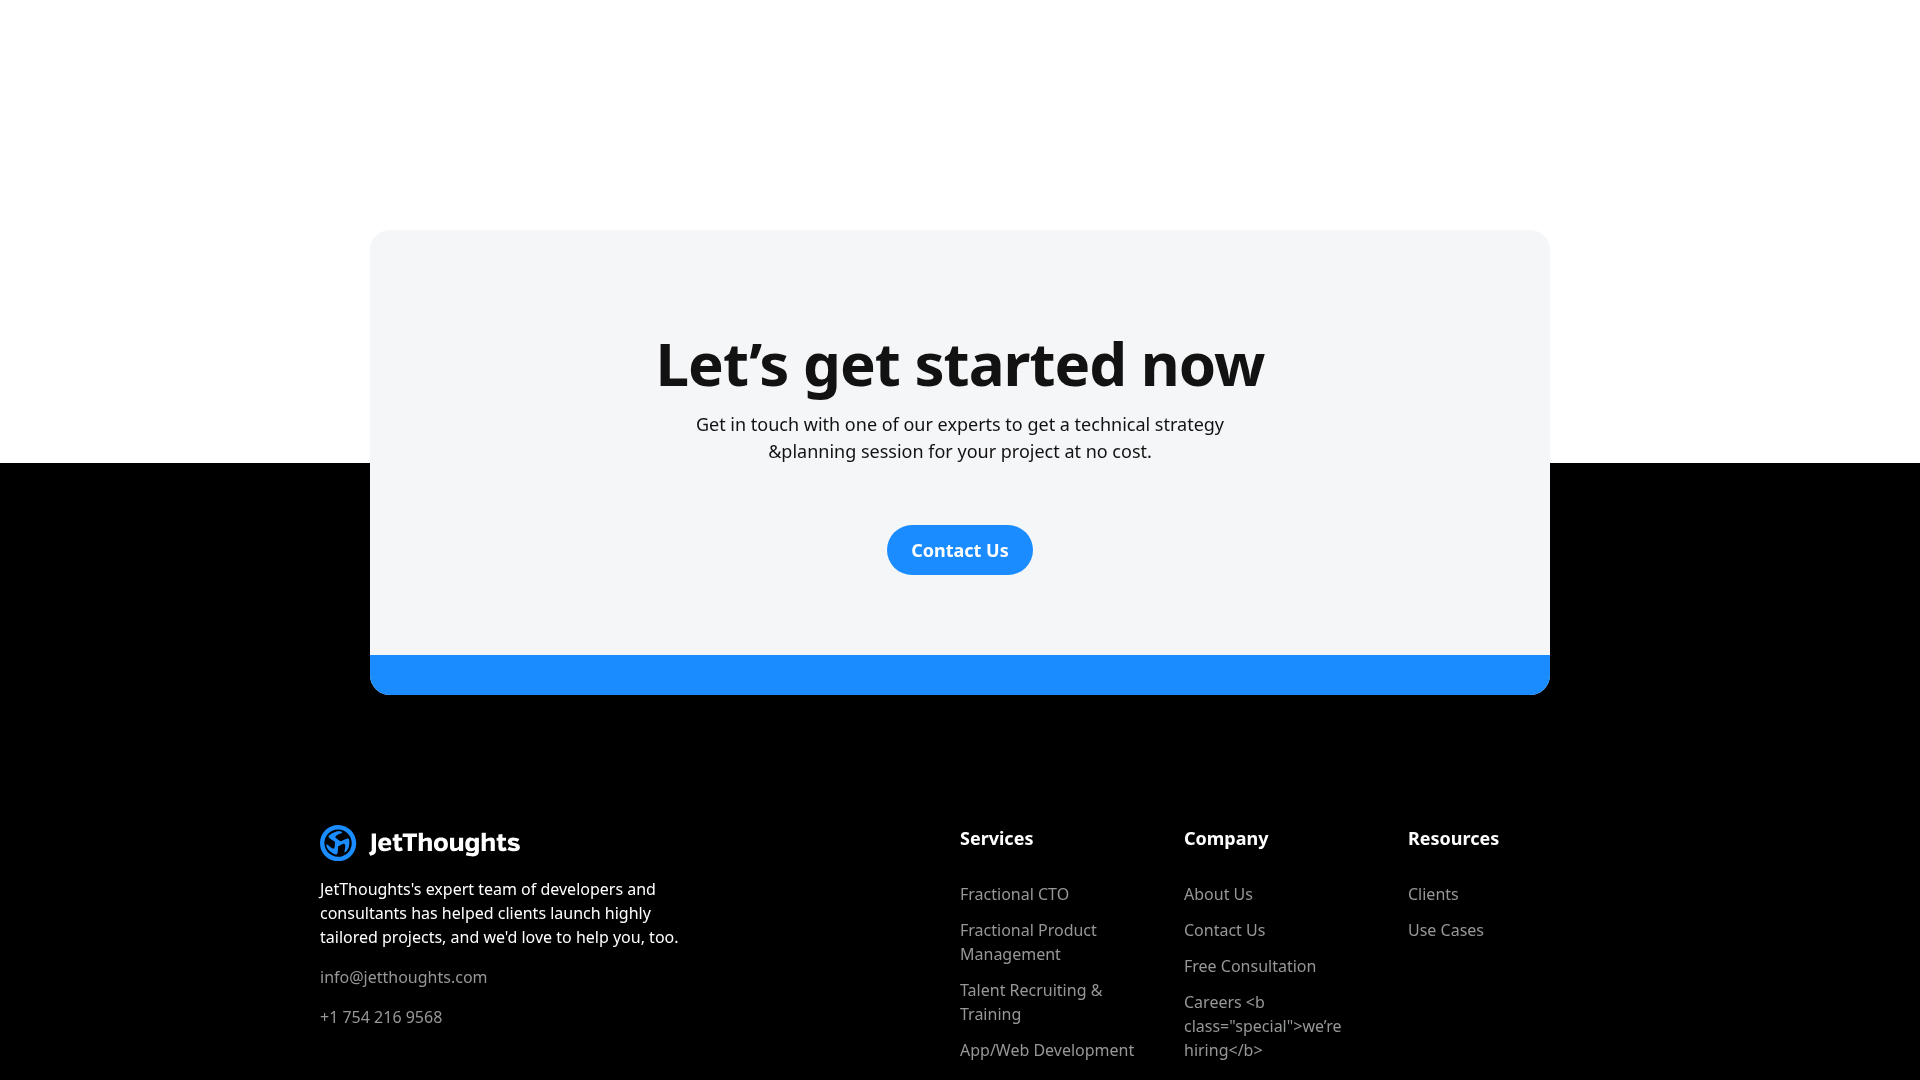 Let’s get started now
Get in touch with one of our experts to get a technical strategy
&planning session for your project at no cost.
Contact Us
JetThoughts
JetThoughts's expert team of developers and
consultants has helped clients launch highly
tailored projects, and we'd love to help you, too.
info@jetthoughts.com
+1 754 216 9568
Services
Fractional CTO
Fractional Product
Management
Talent Recruiting &
Training
App/Web Development
Company
About Us
Contact Us
Free Consultation
Careers <b
class="special">we’re
hiring</b>
Resources
Clients
Use Cases